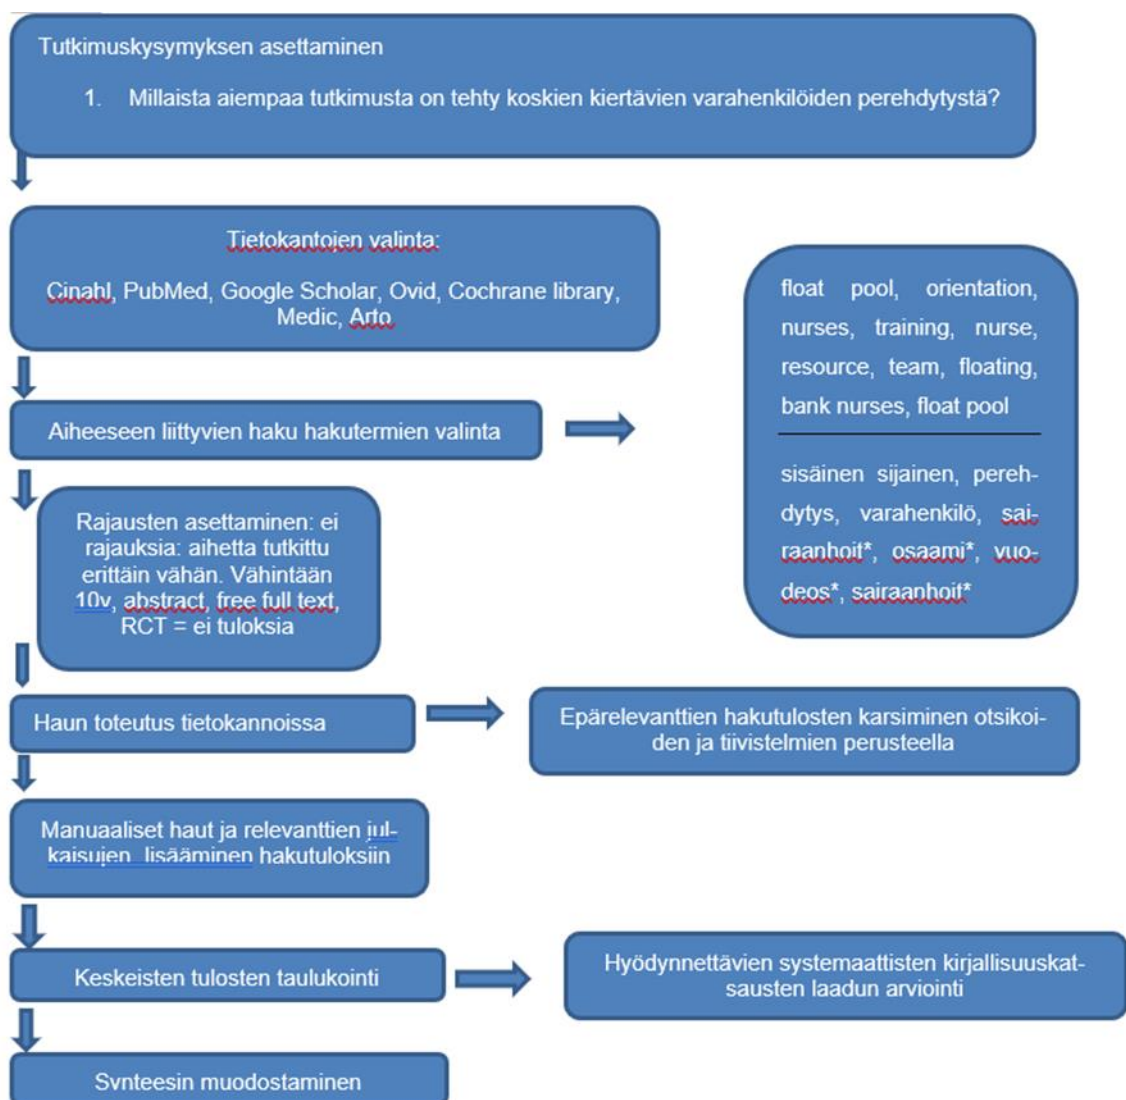 Tutkimuskysymyksen asettaminen
1. Millaista aiempaa tutkimusta on tehty koskien kiertävien varahenkilöiden perehdytystä?
Tietokantojen valinta:
Cinahl, PubMed, Google Scholar, Ovid, Cochrane library,
Medic, Arto
Aiheeseen liittyvien haku hakutermien valinta
float pool, orientation,
nurses, training, nurse,
resource, team, floating,
bank nurses, float pool
sisäinen sijainen, pereh-
dytys, varahenkilö, sai-
raanhoit*, osaami*, vuo-
deos*, sairaanhoit*
Rajausten asettaminen: ei
rajauksia: aihetta tutkittu
erittäin vähän. Vähintään
10v, abstract, free full text,
RCT = ei tuloksia
Haun toteutus tietokannoissa
Epärelevanttien hakutulosten karsiminen otsikoi-
den ja tiivistelmien perusteella
Manuaaliset haut ja relevanttien jul-
kaisujen lisääminen hakutuloksiin
Keskeisten tulosten taulukointi
Hyödynnettävien systemaattisten kirjallisuuskat-
sausten laadun arviointi
Synteesin muodostaminen